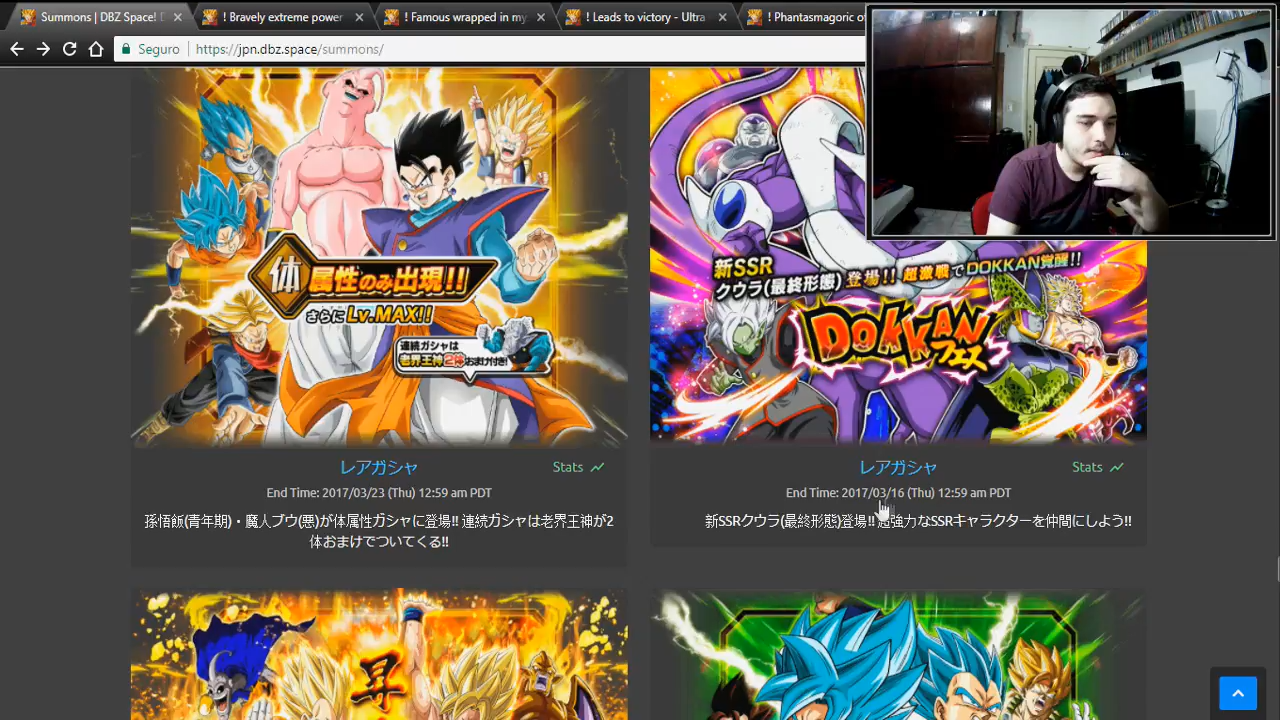 Summons | DBZ Space! D
! Bravely extreme power
! Famous wrapped in my
! Leads to victory - Ultra
! Phantasmagoric of
Seguro
https://jpn.dbz.space/summons/
体
属性のみ出現!!
さらにLv.MAX!!
連続ガシャは
老界王神2体おまけ付き!
新SSR
クウラ(最終形態)登場!! 超激戦でDOKKAN覚醒!!
DOKKAN
フェス
レアガシャ
Stats
End Time: 2017/03/23 (Thu) 12:59 am PDT
孫悟飯(青年期)・魔人ブウ(悪)が体属性ガシャに登場!! 連続ガシャは老界王神が2
体おまけでついてくる!!
レアガシャ
Stats
End Time: 2017/03/16 (Thu) 12:59 am PDT
新SSRクウラ(最終形態)登場!! 超強力なSSRキャラクターを仲間にしよう!!
昇